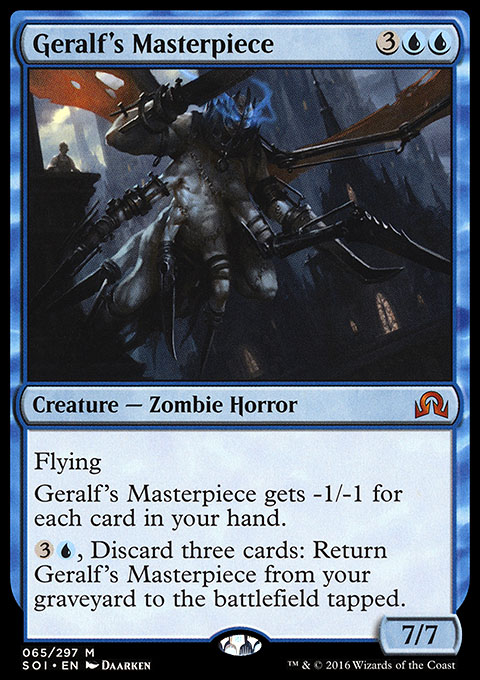 Geralf's Masterpiece 3
Creature — Zombie Horror
Flying
Geralf's Masterpiece gets -1/-1 for
each card in your hand.
3, Discard three cards: Return
Geralf's Masterpiece from your
graveyard to the battlefield tapped.
7/7
065/297 M
SOI • EN Daarken
™ & © 2016 Wizards of the Coast